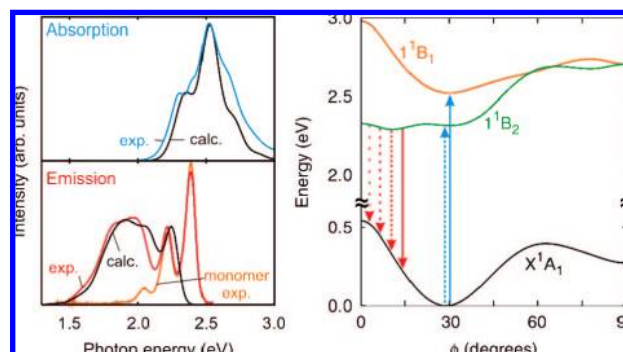 Absorption
exp.
calc.
Intensity (arb. units)
Emission
calc.
exp.
monomer
exp.
1.5 2.0 2.5 3.0
Photon energy (eV)
3.0
2.5
2.0
0.5
0.0
Energy (eV)
1¹B₁
1¹B₂
X¹A₁
0 30 60 90
ϕ (degrees)